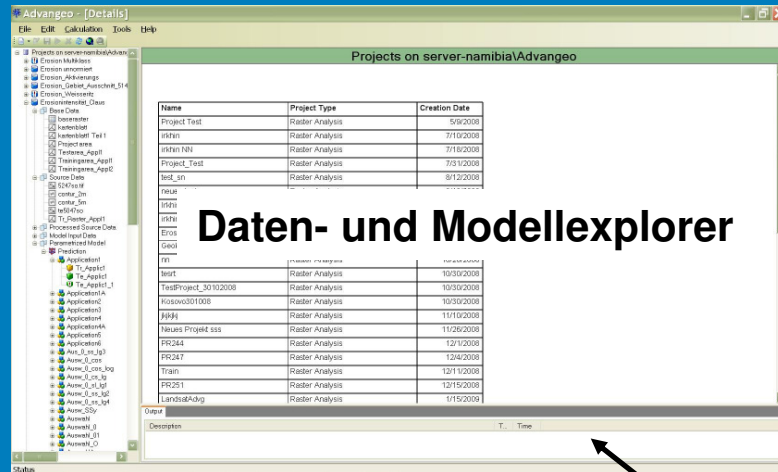 Advangeo - [Details]
File Edit Calculation Tools Help
Projects on server-namibia\Advan
Erosion Multiklass
Erosion unnormiert
Erosion_Aktivierungs
Erosion_Gebiet_Ausschnitt_514
Erosion_Weisseritz
Erosionintensität_Claus
Base Data
baseraster
kartenblatt
kartenblatt Teil 1
Project area
Testarea_Appl1
Trainingarea_Appl1
Trainingarea_Appl2
Source Data
5247so.tif
contur_2m
contur_5m
te5047so
Tr_Raster_Appl1
Processed Source Data
Model Input Data
Parametrized Model
Prediction
Application1
Tr_Applic1
Te_Applic1
Te_Applic1_1
Application1A
Application2
Application3
Application4
Application4A
Application5
Application6
Aus_0_ss_lg3
Ausw_0_cos
Ausw_0_cos_log
Ausw_0_cs_lg
Ausw_0_sl_lg1
Ausw_0_ss_lg2
Ausw_0_ss_lg4
Ausw_SSy
Auswahl
Auswahl_0
Auswahl_01
Auswahl_O
Projects on server-namibia\Advangeo
Name Project Type Creation Date
Project Test Raster Analysis 5/9/2008
irkhin Raster Analysis 7/10/2008
irkhin NN Raster Analysis 7/18/2008
Project_Test Raster Analysis 7/31/2008
test_sn Raster Analysis 8/12/2008
Daten- und Modellexplorer
nn
tesrt Raster Analysis 10/30/2008
TestProject_30102008 Raster Analysis 10/30/2008
Kosovo301008 Raster Analysis 10/30/2008
jkjkjkj Raster Analysis 11/10/2008
Neues Projekt sss Raster Analysis 11/26/2008
PR244 Raster Analysis 12/1/2008
PR247 Raster Analysis 12/4/2008
Train Raster Analysis 12/11/2008
PR251 Raster Analysis 12/15/2008
LandsatAdvg Raster Analysis 1/15/2009
Output
Description T... Time
Status